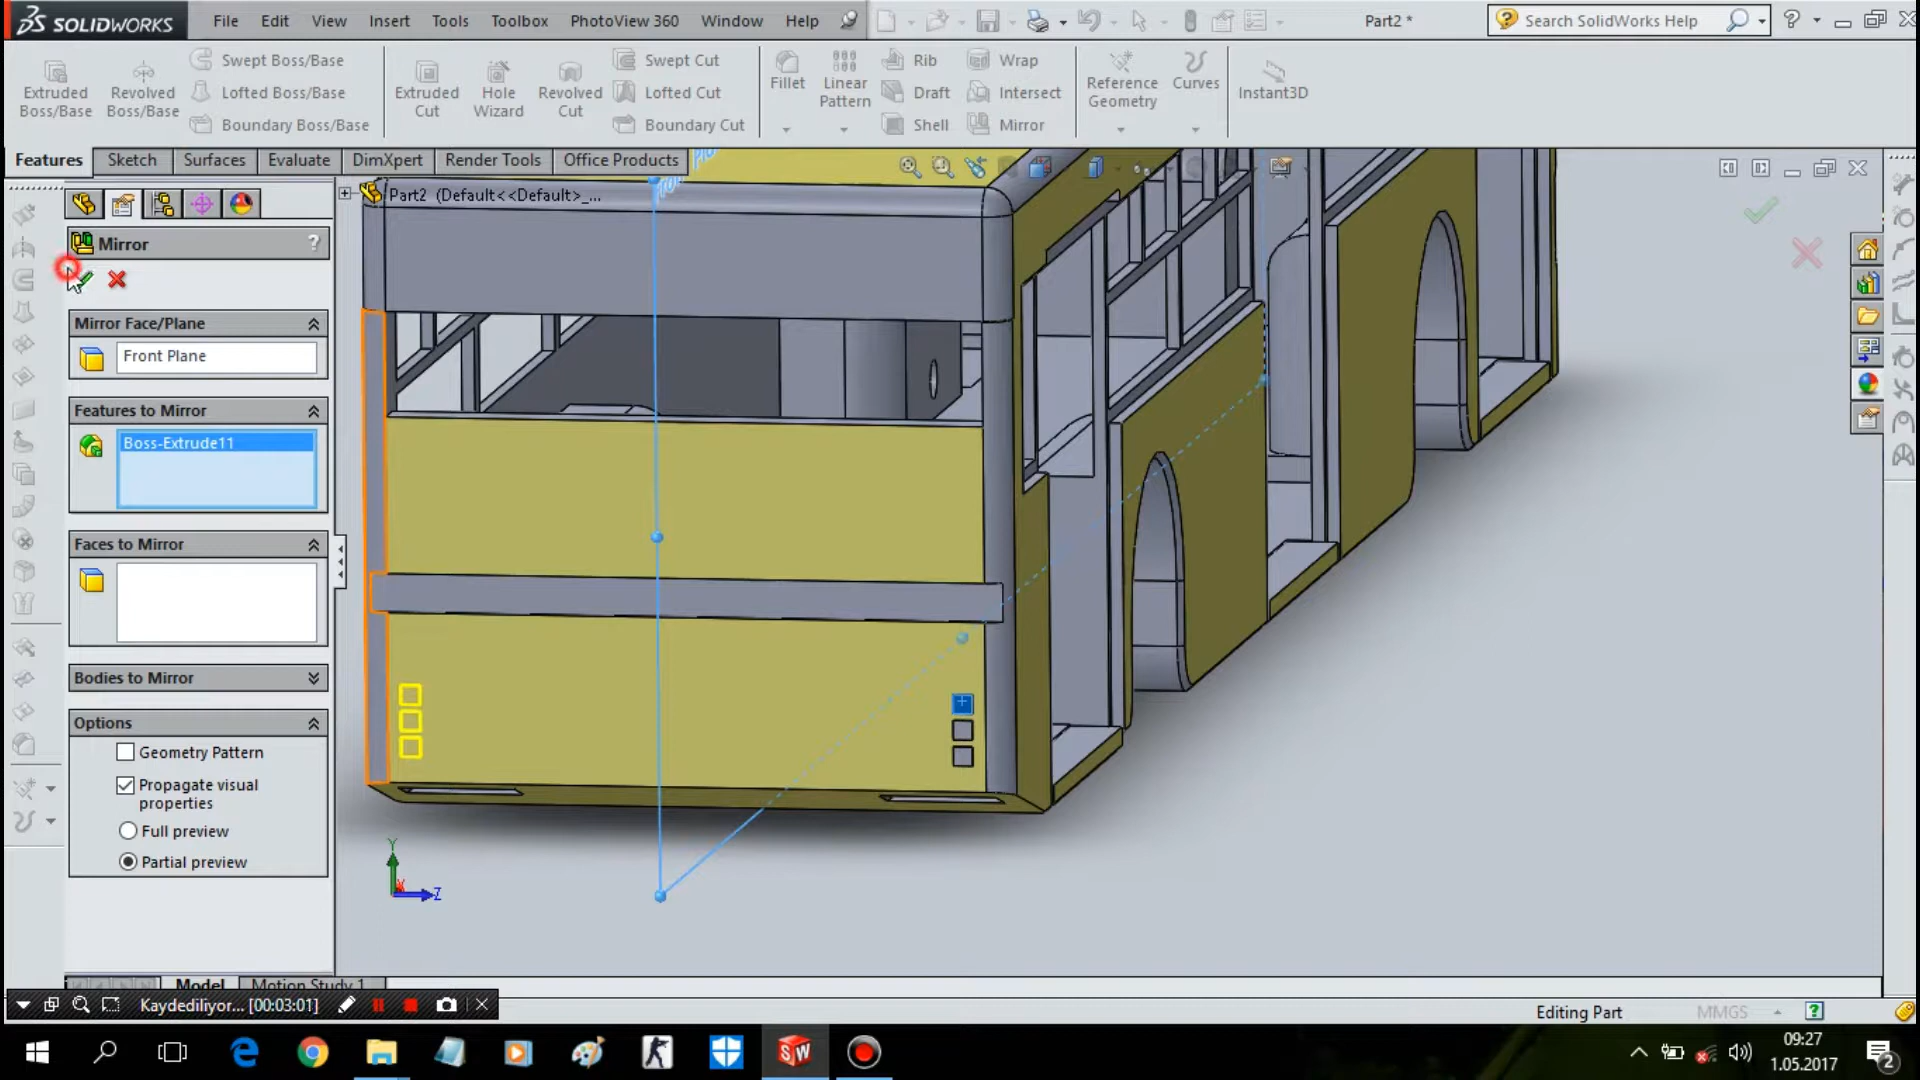 SOLIDWORKS File Edit View Insert Tools Toolbox PhotoView 360 Window Help Part2 * Search SolidWorks Help
Extruded Boss/Base
Revolved Boss/Base
Swept Boss/Base
Lofted Boss/Base
Boundary Boss/Base
Extruded Cut
Hole Wizard
Revolved Cut
Swept Cut
Lofted Cut
Boundary Cut
Fillet
Linear Pattern
Rib
Draft
Shell
Wrap
Intersect
Mirror
Reference Geometry
Curves
Instant3D
Features Sketch Surfaces Evaluate DimXpert Render Tools Office Products
Part2 (Default<<Default>_...
Mirror ?
Mirror Face/Plane
Front Plane
Features to Mirror
Boss-Extrude11
Faces to Mirror
Bodies to Mirror
Options
Geometry Pattern
Propagate visual
properties
Full preview
Partial preview
Y
Z
Model Motion Study 1
Kaydediliyor... [00:03:01]
Editing Part MMGS
SW
09:27
1.05.2017
2